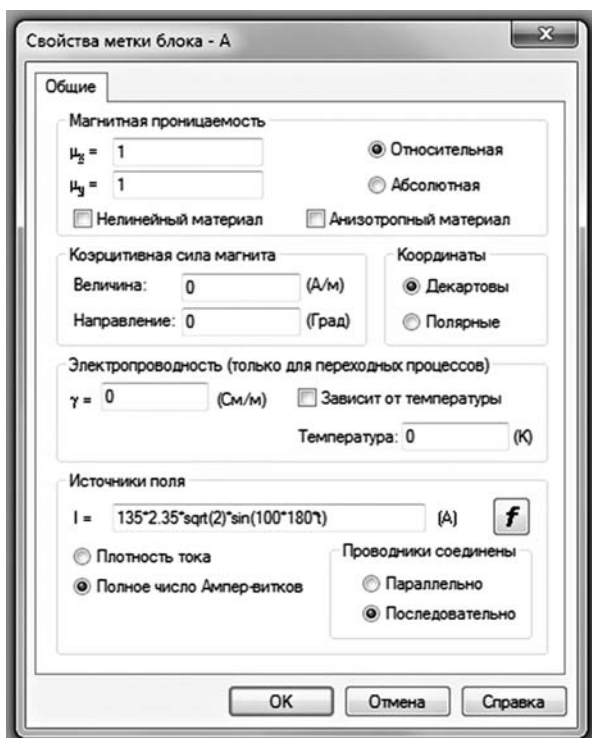 Свойства метки блока - A
Общие
Магнитная проницаемость
μx = 1
Относительная
μy = 1
Абсолютная
Нелинейный материал
Анизотропный материал
Коэрцитивная сила магнита
Величина: 0 (А/м)
Направление: 0 (Град)
Координаты
Декартовы
Полярные
Электропроводность (только для переходных процессов)
γ = 0 (См/м)
Зависит от температуры
Температура: 0 (K)
Источники поля
I = 135*2.35*sqrt(2)*sin(100*180*t) (A) f
Плотность тока
Полное число Ампер-витков
Проводники соединены
Параллельно
Последовательно
OK Отмена Справка